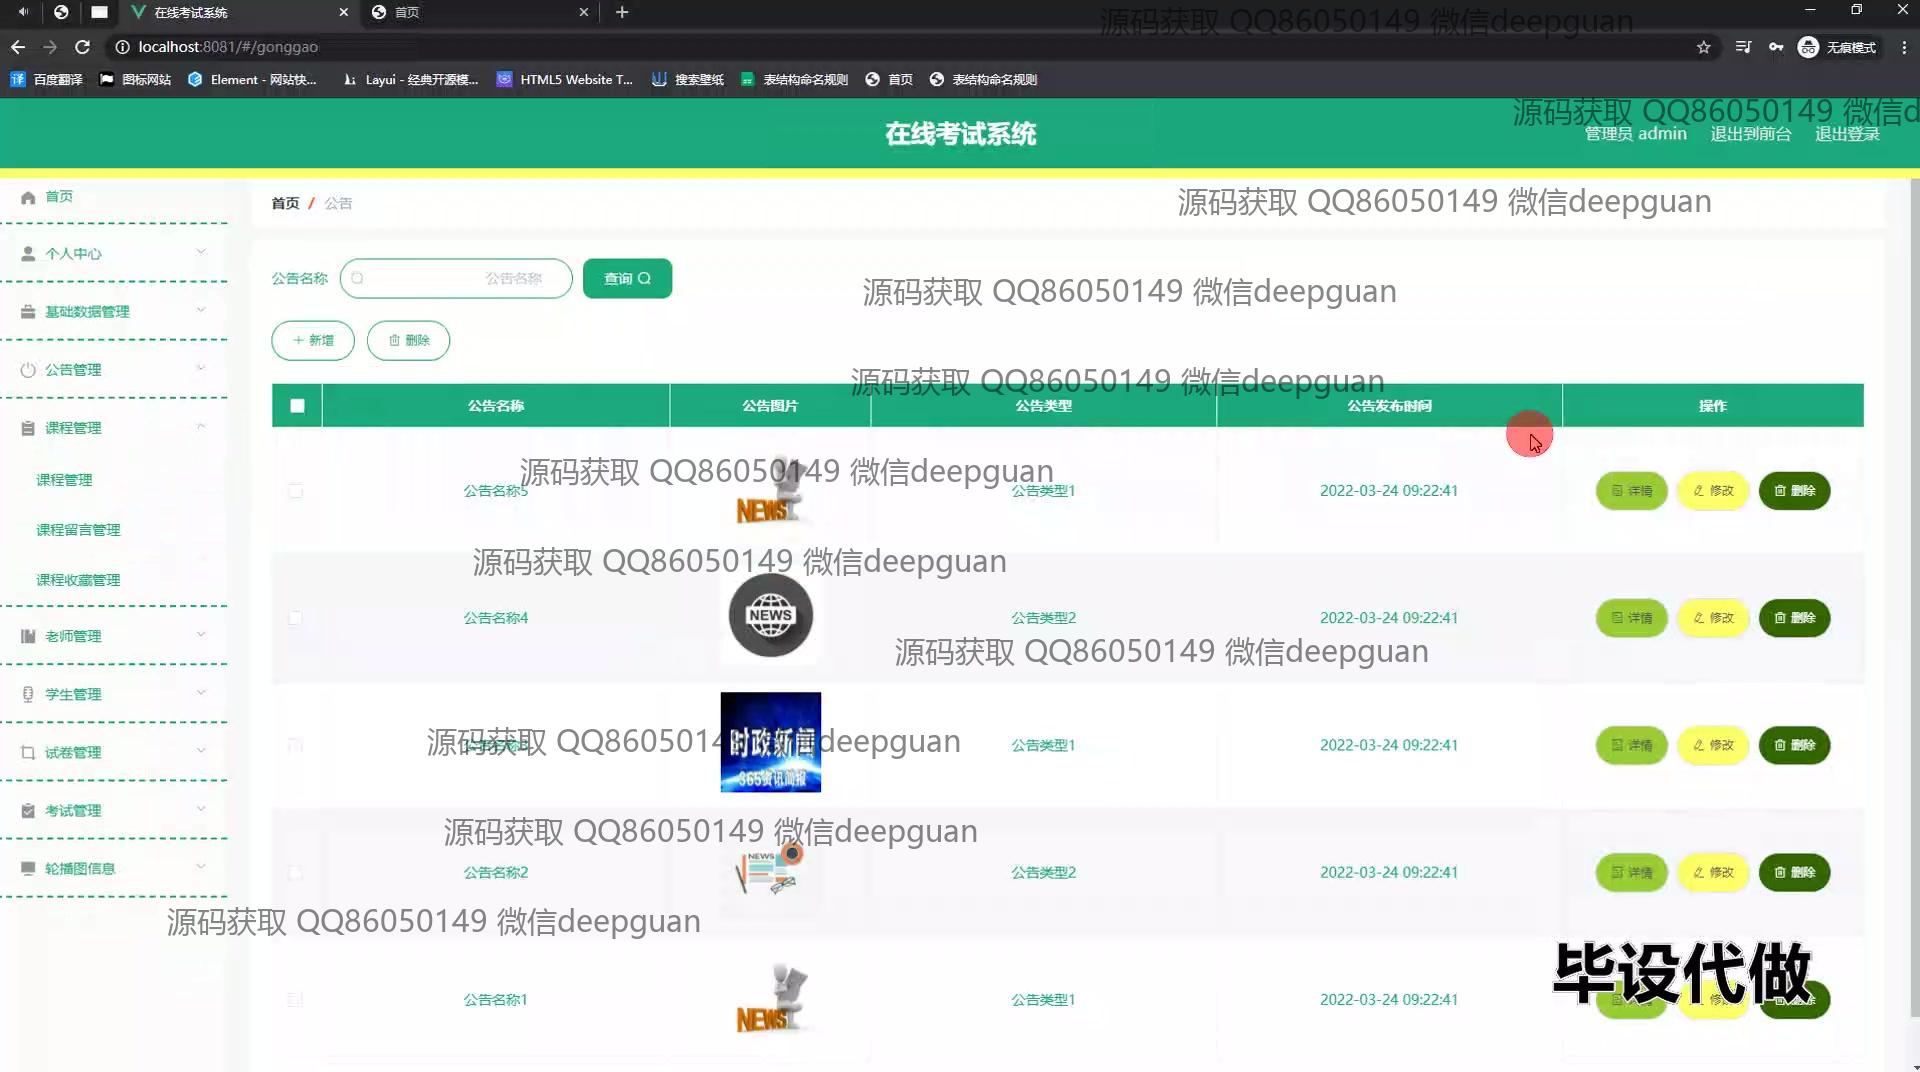 在线考试系统
首页
localhost:8081/#/gonggao
无痕模式
百度翻译
图标网站
Element - 网站快...
Layui - 经典开源模...
HTML5 Website T...
搜索壁纸
表结构命名规则
首页
表结构命名规则
源码获取 QQ86050149 微信deepguan
在线考试系统
源码获取 QQ86050149 微信d
管理员 admin
退出到前台
退出登录
首页
个人中心
基础数据管理
公告管理
课程管理
课程管理
课程留言管理
课程收藏管理
老师管理
学生管理
试卷管理
考试管理
轮播图信息
首页 / 公告
源码获取 QQ86050149 微信deepguan
公告名称
公告名称
查询
源码获取 QQ86050149 微信deepguan
新增
删除
源码获取 QQ86050149 微信deepguan
公告名称 公告图片 公告类型 公告发布时间 操作
源码获取 QQ86050149 微信deepguan
公告名称5 NEWS 公告类型1 2022-03-24 09:22:41 详情 修改 删除
源码获取 QQ86050149 微信deepguan
公告名称4 NEWS 公告类型2 2022-03-24 09:22:41 详情 修改 删除
源码获取 QQ86050149 微信deepguan
公告名称3 时政新闻 365资讯简报 公告类型1 2022-03-24 09:22:41 详情 修改 删除
源码获取 QQ8605014 deepguan
源码获取 QQ86050149 微信deepguan
公告名称2 NEWS 公告类型2 2022-03-24 09:22:41 详情 修改 删除
源码获取 QQ86050149 微信deepguan
公告名称1 NEWS 公告类型1 2022-03-24 09:22:41
毕设代做